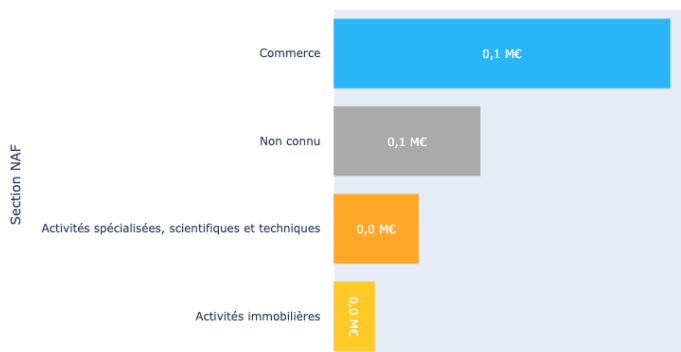 Commerce
0,1 M€
Non connu
0,1 M€
Section NAF
Activités spécialisées, scientifiques et techniques
0,0 M€
Activités immobilières
0,0 M€